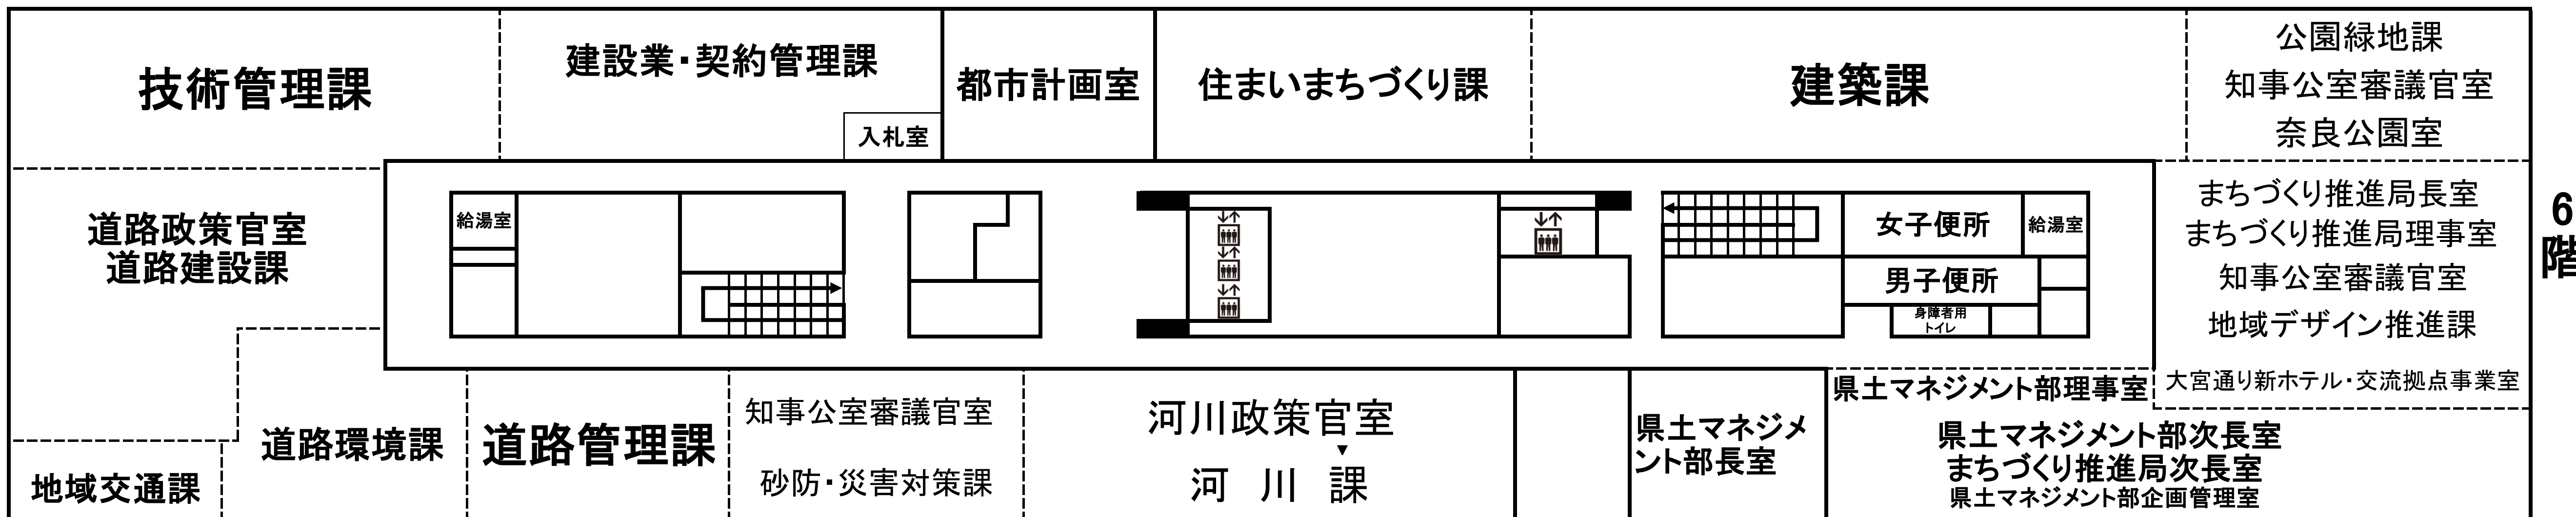 技術管理課
建設業・契約管理課
入札室
都市計画室
住まいまちづくり課
建築課
公園緑地課
知事公室審議官室
奈良公園室
道路政策官室
道路建設課
給湯室
女子便所
給湯室
男子便所
身障者用
トイレ
まちづくり推進局長室
まちづくり推進局理事室
知事公室審議官室
地域デザイン推進課
大宮通り新ホテル・交流拠点事業室
6
階
地域交通課
道路環境課
道路管理課
知事公室審議官室
砂防・災害対策課
河川政策官室
河 川 課
県土マネジメ
ント部長室
県土マネジメント部理事室
県土マネジメント部次長室
まちづくり推進局次長室
県土マネジメント部企画管理室